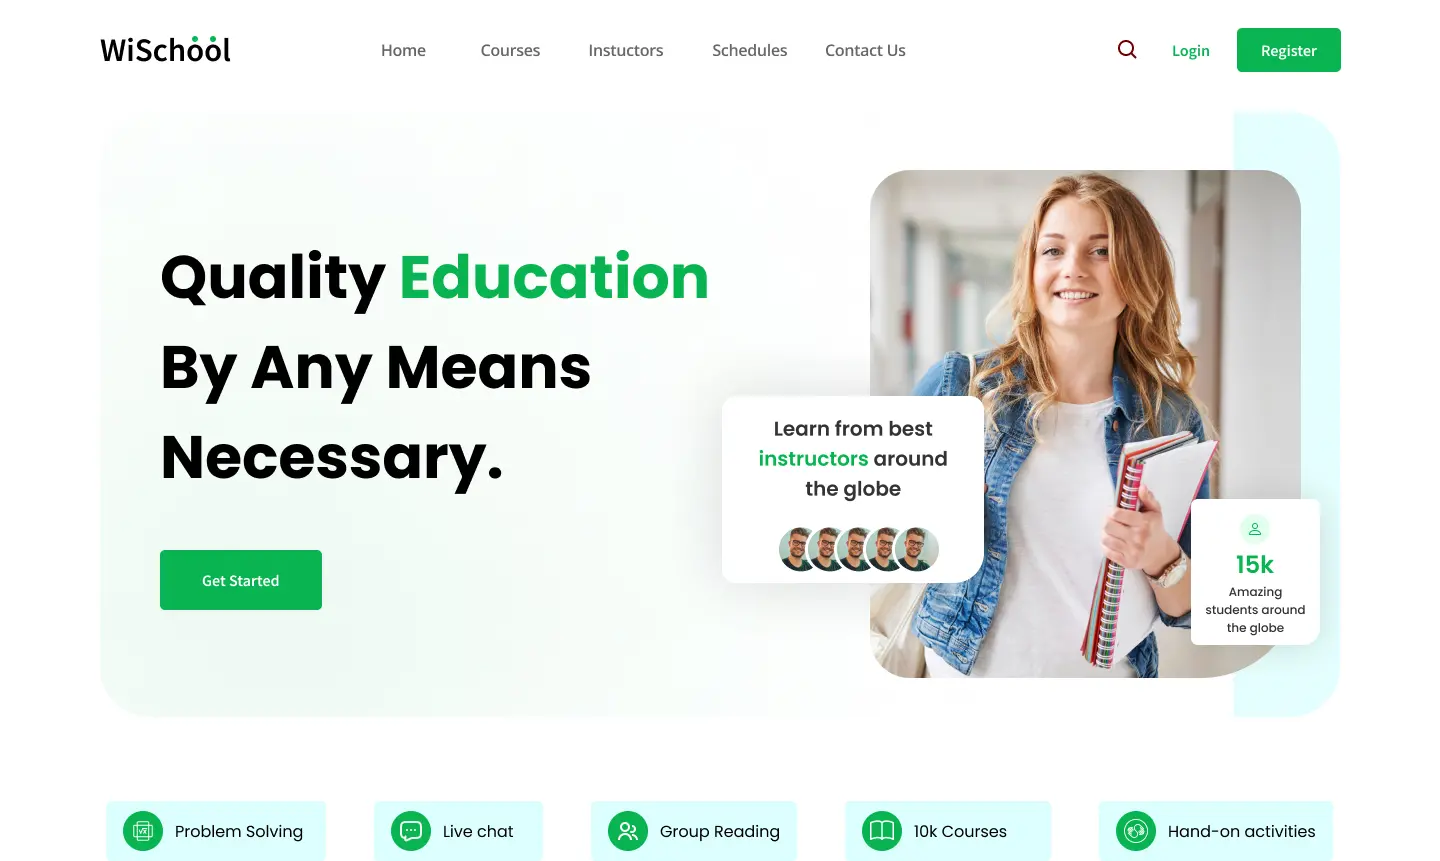 WiSchööl
Home
Courses
Instuctors
Schedules
Contact Us
Login
Register
Quality Education
By Any Means
Necessary.
Get Started
Learn from best
instructors around
the globe
15k
Amazing
students around
the globe
Problem Solving
Live chat
Group Reading
10k Courses
Hand-on activities